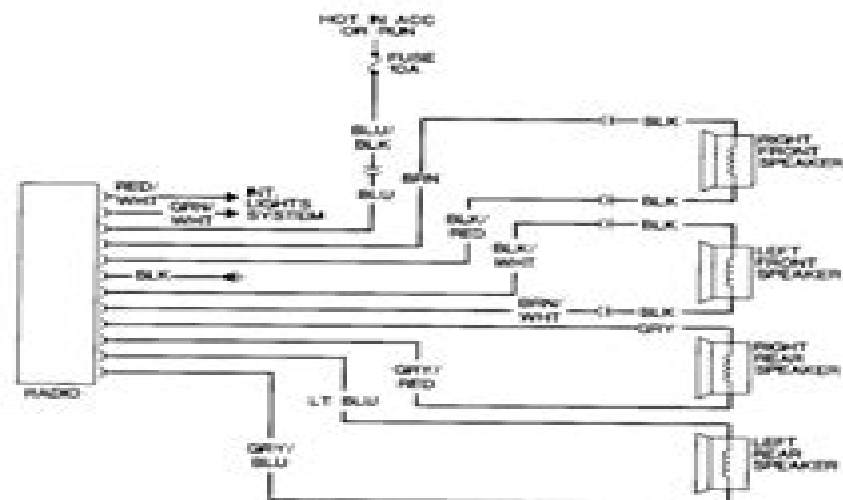 HOT IN ACC
OR RUN
FUSE
10A
BLU/
BLK
BLU
BRN
BLK
RIGHT
FRONT
SPEAKER
RED/
WHT
INT
LIGHTS
SYSTEM
GRN/
WHT
BLK/
RED
BLK
BLK/
WHT
BLK
LEFT
FRONT
SPEAKER
BLK
BRN/
WHT
BLK
GRY
RIGHT
REAR
SPEAKER
GRY/
RED
RADIO
LT BLU
GRY/
BLU
LEFT
REAR
SPEAKER